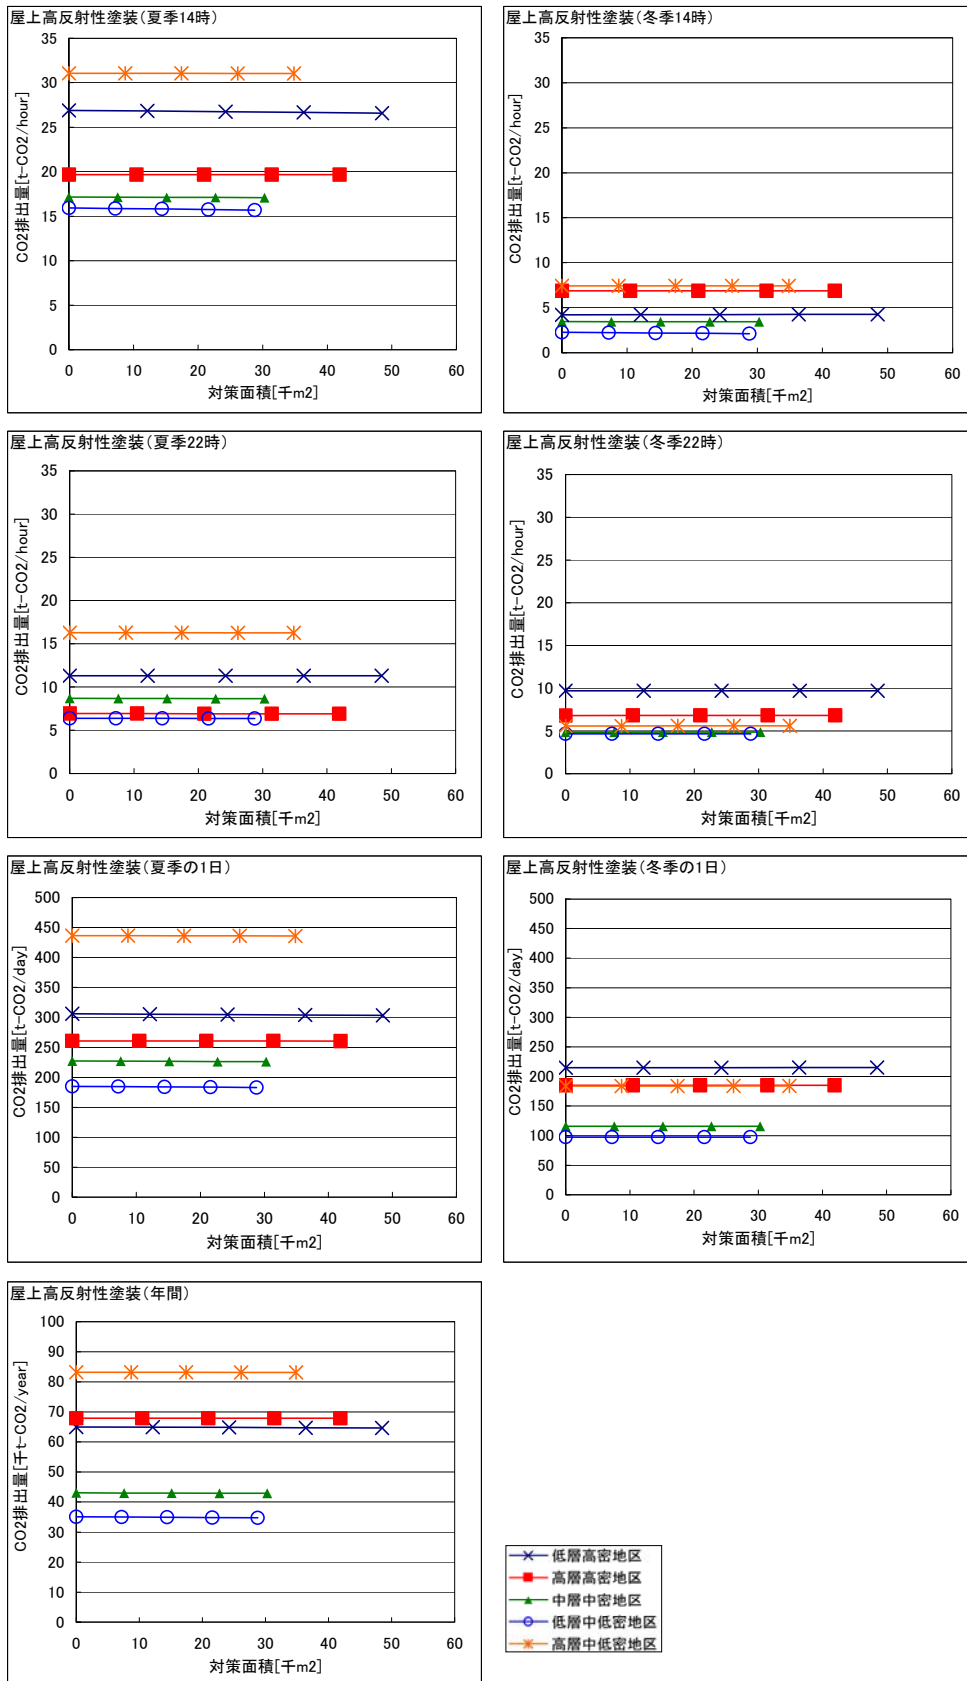 屋上高反射性塗装(夏季14時)
CO2排出量[t-CO2/hour]
35
30
25
20
15
10
5
0
0 10 20 30 40 50 60
対策面積[千m2]
屋上高反射性塗装(冬季14時)
CO2排出量[t-CO2/hour]
35
30
25
20
15
10
5
0
0 10 20 30 40 50 60
対策面積[千m2]
屋上高反射性塗装(夏季22時)
CO2排出量[t-CO2/hour]
35
30
25
20
15
10
5
0
0 10 20 30 40 50 60
対策面積[千m2]
屋上高反射性塗装(冬季22時)
CO2排出量[t-CO2/hour]
35
30
25
20
15
10
5
0
0 10 20 30 40 50 60
対策面積[千m2]
屋上高反射性塗装(夏季の1日)
CO2排出量[t-CO2/day]
500
450
400
350
300
250
200
150
100
50
0
0 10 20 30 40 50 60
対策面積[千m2]
屋上高反射性塗装(冬季の1日)
CO2排出量[t-CO2/day]
500
450
400
350
300
250
200
150
100
50
0
0 10 20 30 40 50 60
対策面積[千m2]
屋上高反射性塗装(年間)
CO2排出量[千t-CO2/year]
100
90
80
70
60
50
40
30
20
10
0
0 10 20 30 40 50 60
対策面積[千m2]
低層高密地区
高層高密地区
中層中密地区
低層中低密地区
高層中低密地区